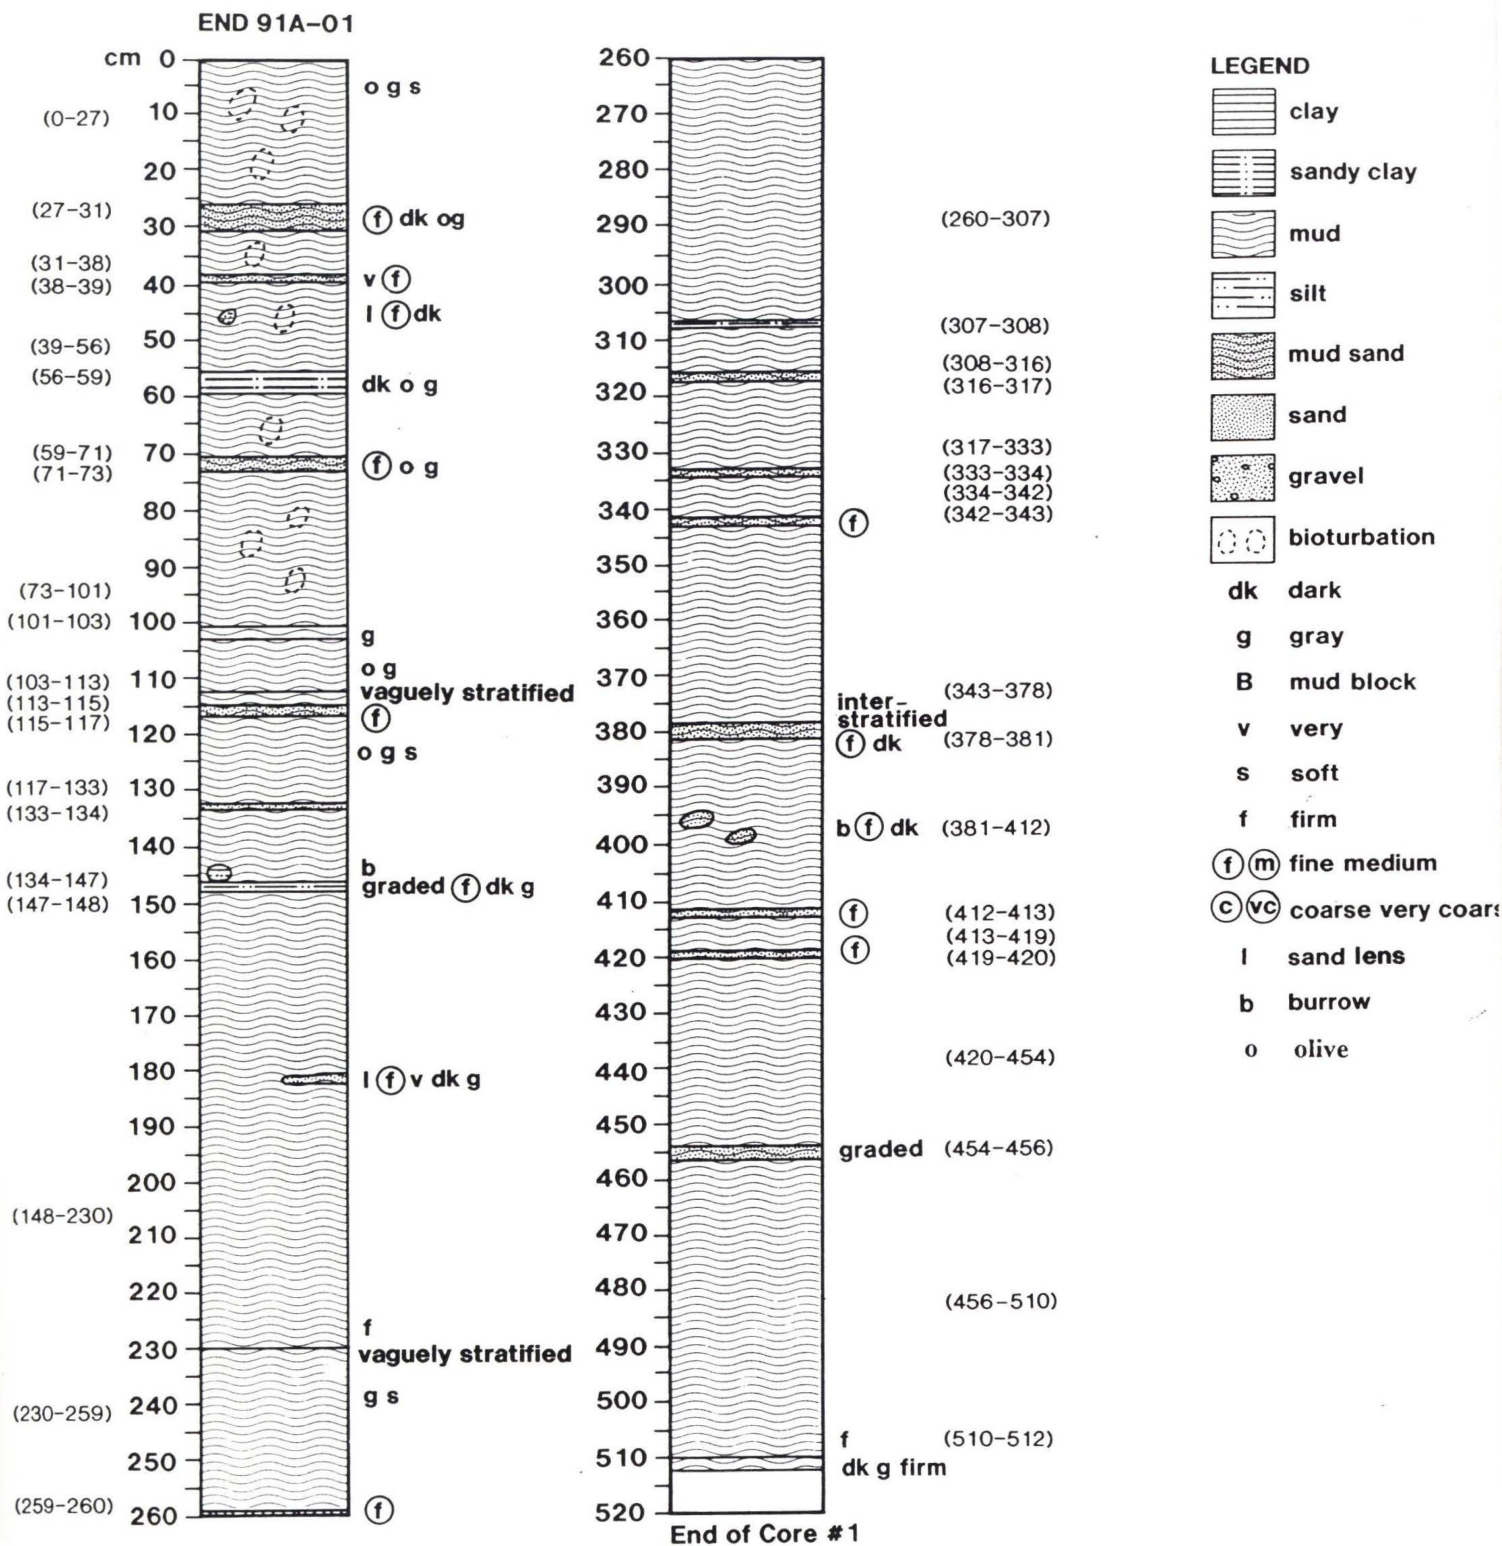 END 91A-01
cm 0
10
20
30
40
50
60
70
80
90
100
110
120
130
140
150
160
170
180
190
200
210
220
230
240
250
260
(0-27)
(27-31)
(31-38)
(38-39)
(39-56)
(56-59)
(59-71)
(71-73)
(73-101)
(101-103)
(103-113)
(113-115)
(115-117)
(117-133)
(133-134)
(134-147)
(147-148)
(148-230)
(230-259)
(259-260)
o g s
f dk og
v f
l f dk
dk o g
f o g
g
o g
vaguely stratified
f
o g s
b
graded f dk g
l f v dk g
f
vaguely stratified
g s
f
260
270
280
290
300
310
320
330
340
350
360
370
380
390
400
410
420
430
440
450
460
470
480
490
500
510
520
f
inter-
stratified
f dk
b f dk
f
f
graded
f
dk g firm
(260-307)
(307-308)
(308-316)
(316-317)
(317-333)
(333-334)
(334-342)
(342-343)
(343-378)
(378-381)
(381-412)
(412-413)
(413-419)
(419-420)
(420-454)
(454-456)
(456-510)
(510-512)
End of Core #1
LEGEND
clay
sandy clay
mud
silt
mud sand
sand
gravel
bioturbation
dk dark
g gray
B mud block
v very
s soft
f firm
f m fine medium
c vc coarse very coars
l sand lens
b burrow
o olive